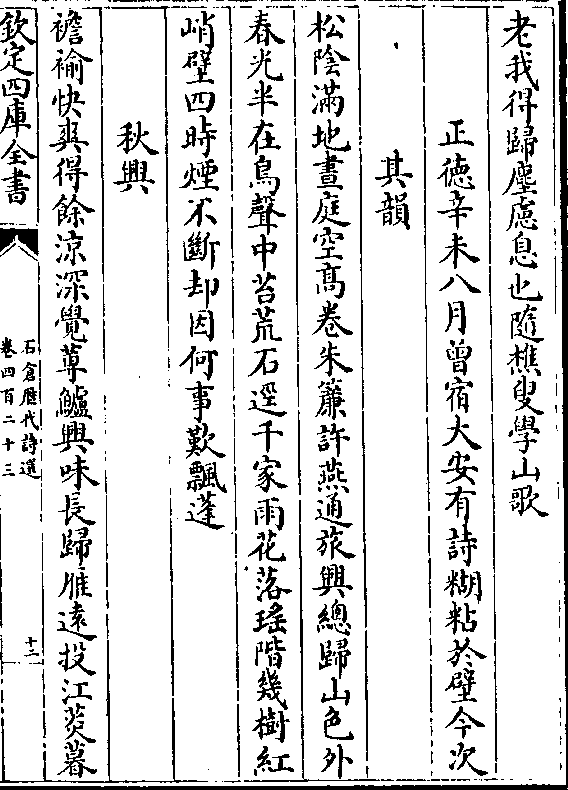 老我得歸塵慮息也隨樵叟學山歌
正德辛未八月曾宿大安有詩糊粘於壁今次
其韻
松陰滿地晝庭空高卷朱簾許燕通旅興總歸山色外
春光半在鳥聲中苔荒石逕千家雨花落瑤階幾樹紅
峭壁四時煙不斷却因何事歎飄蓬
秋興
襜褕快爽得餘涼深覺蓴鱸興味長歸雁遠投江菼暮
欽定四庫全書
石倉歴代詩選
卷四百二十三
十二